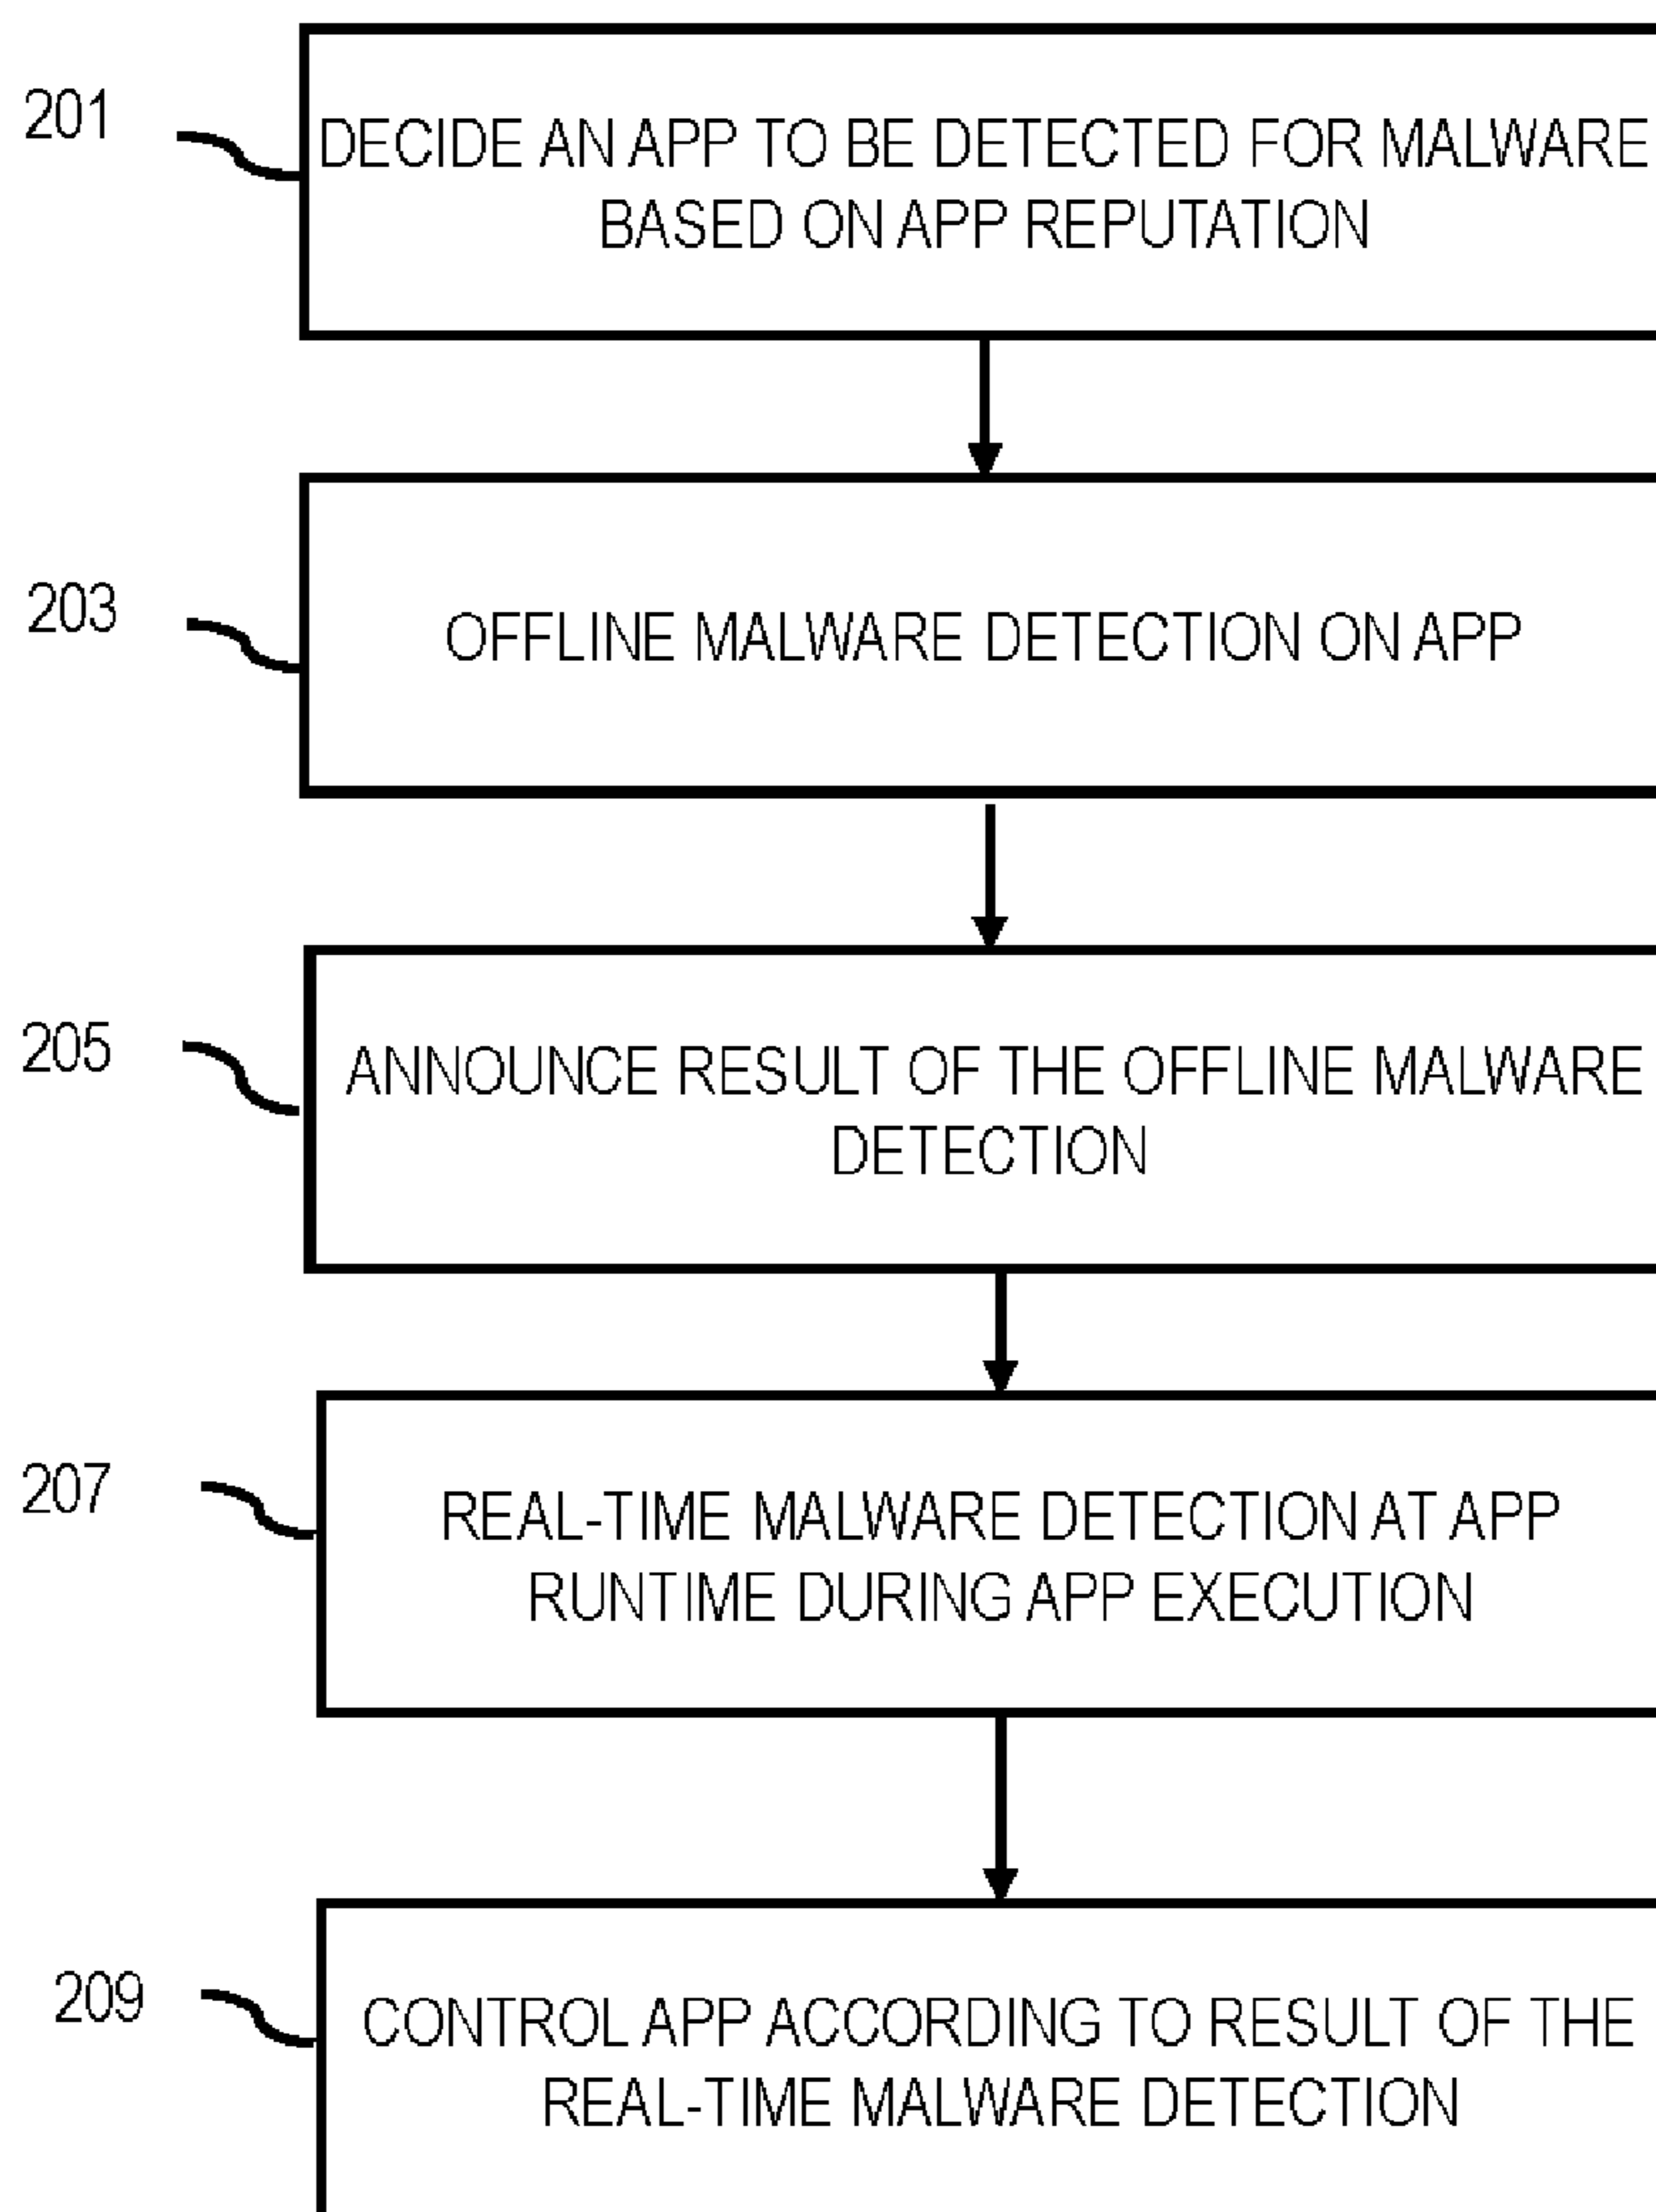 201
DECIDE AN APP TO BE DETECTED FOR MALWARE
BASED ON APP REPUTATION
203
OFFLINE MALWARE DETECTION ON APP
205
ANNOUNCE RESULT OF THE OFFLINE MALWARE
DETECTION
207
REAL-TIME MALWARE DETECTION AT APP
RUNTIME DURING APP EXECUTION
209
CONTROL APP ACCORDING TO RESULT OF THE
REAL-TIME MALWARE DETECTION